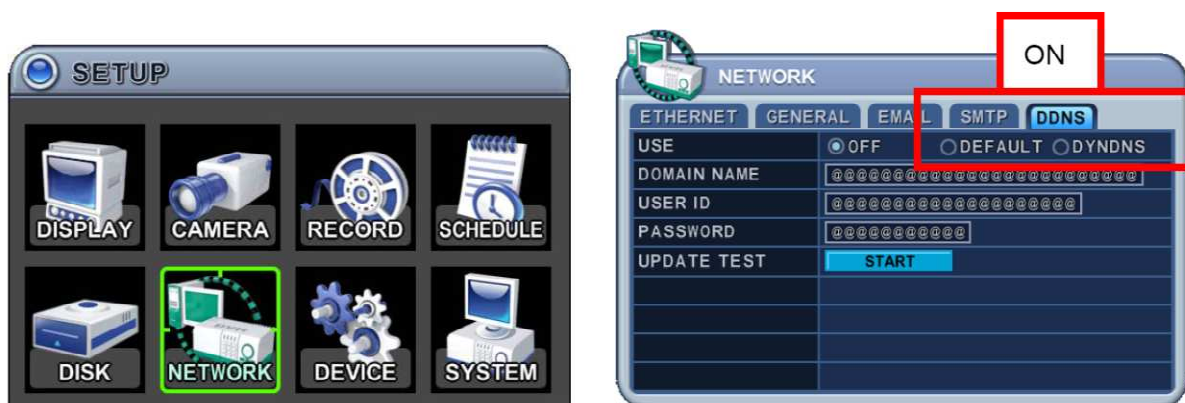 SETUP
DISPLAY CAMERA RECORD SCHEDULE
DISK NETWORK DEVICE SYSTEM
ON
NETWORK
ETHERNET GENERAL EMAIL SMTP DDNS
USE OFF DEFAULT DYNDNS
DOMAIN NAME @@@@@@@@@@@@@@@@@@@@@@@@@
USER ID @@@@@@@@@@@@@@@@@@@@
PASSWORD @@@@@@@@@@@
UPDATE TEST START